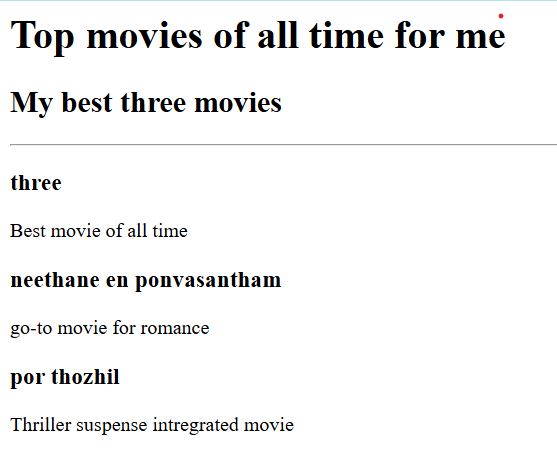 Top movies of all time for me
My best three movies
three
Best movie of all time
neethane en ponvasantham
go-to movie for romance
por thozhil
Thriller suspense intregrated movie